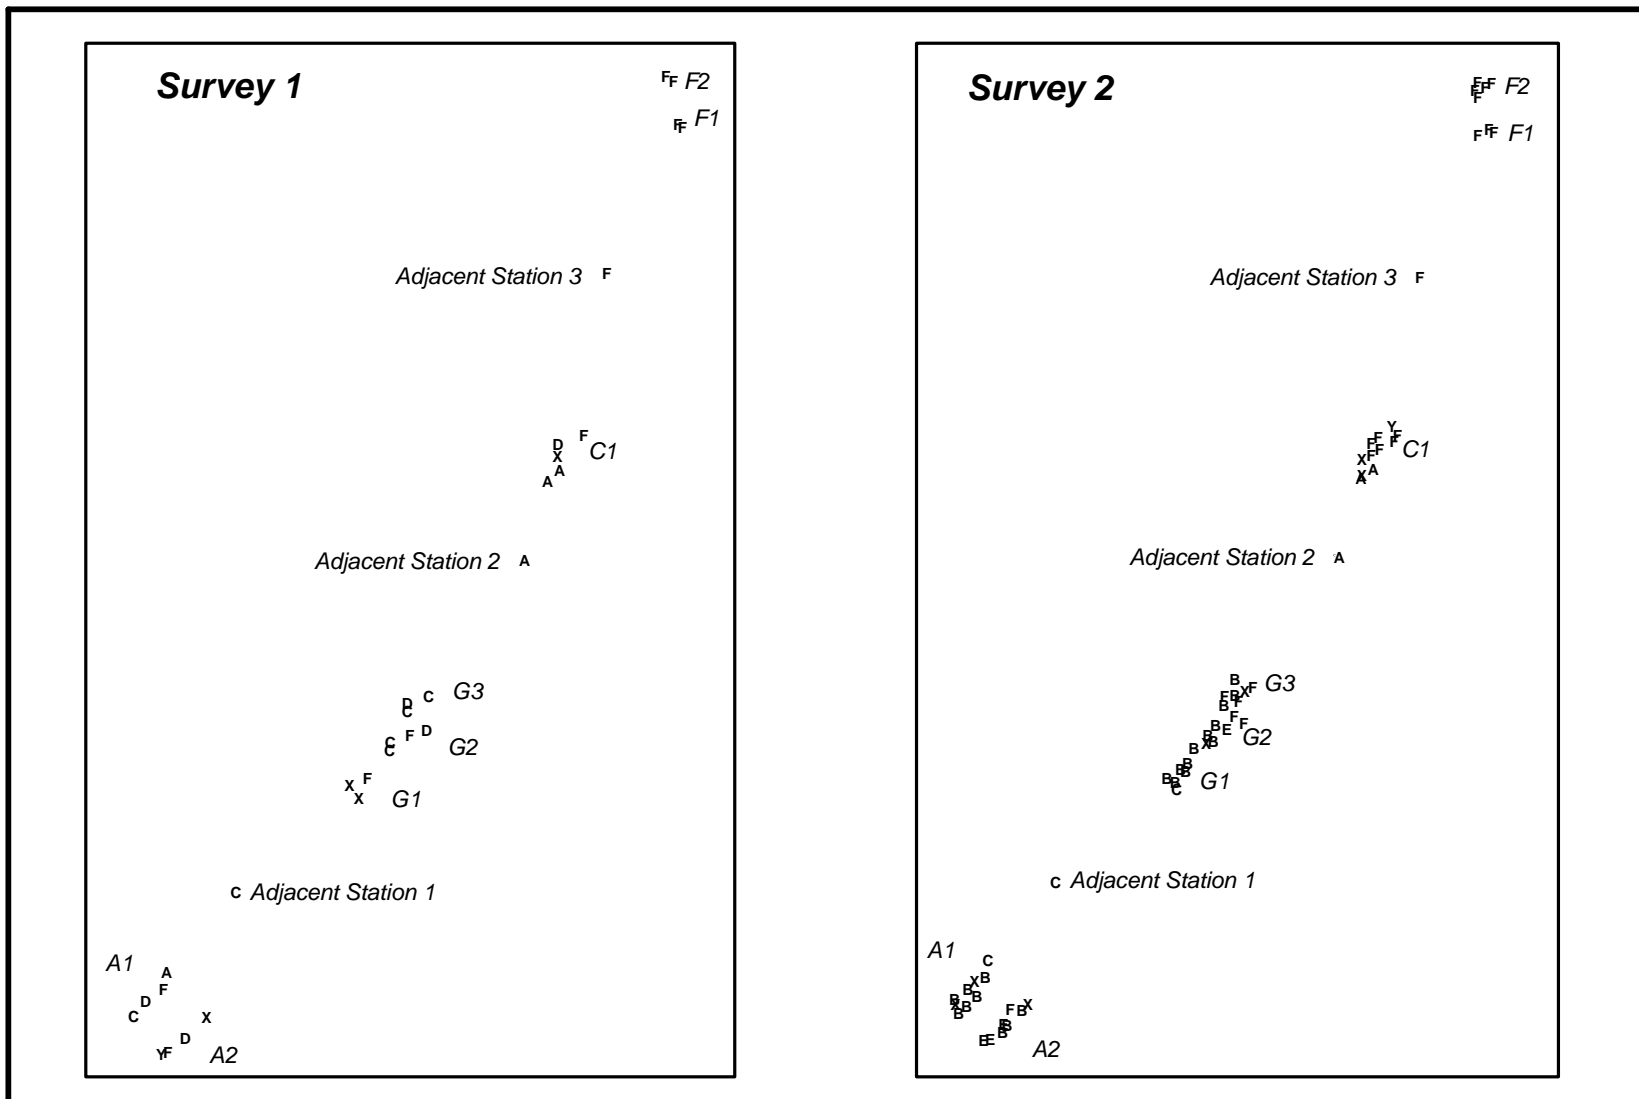 Survey 1
F F F2
F F F1
Adjacent Station 3 F
F
D
X C1
A
A
Adjacent Station 2 A
C G3
D
C
D
F
C G2
C
F
X
X G1
C Adjacent Station 1
A1
A
F
D
C X
D
Y F A2
Survey 2
F F F F F F2
F F F F1
Adjacent Station 3 F
Y
F F
F F
F C1
F
X
A
X
A
Adjacent Station 2 A
B
F G3
X
F B
F
B
F
F
B E
B G2
X B
B
B
B B
B B G1
C
C Adjacent Station 1
A1
C
B
X
B
B
B
X B X
B F B
E B
B
E E A2